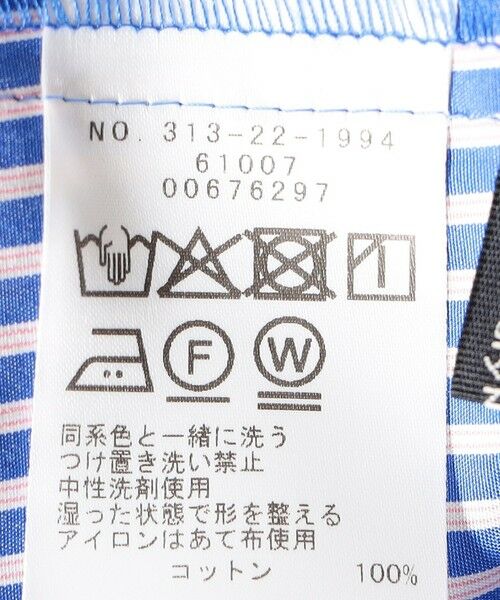 NO. 313-22-1994
61007
00676297
F
W
同系色と一緒に洗う
つけ置き洗い禁止
中性洗剤使用
湿った状態で形を整える
アイロンはあて布使用
コットン 100%